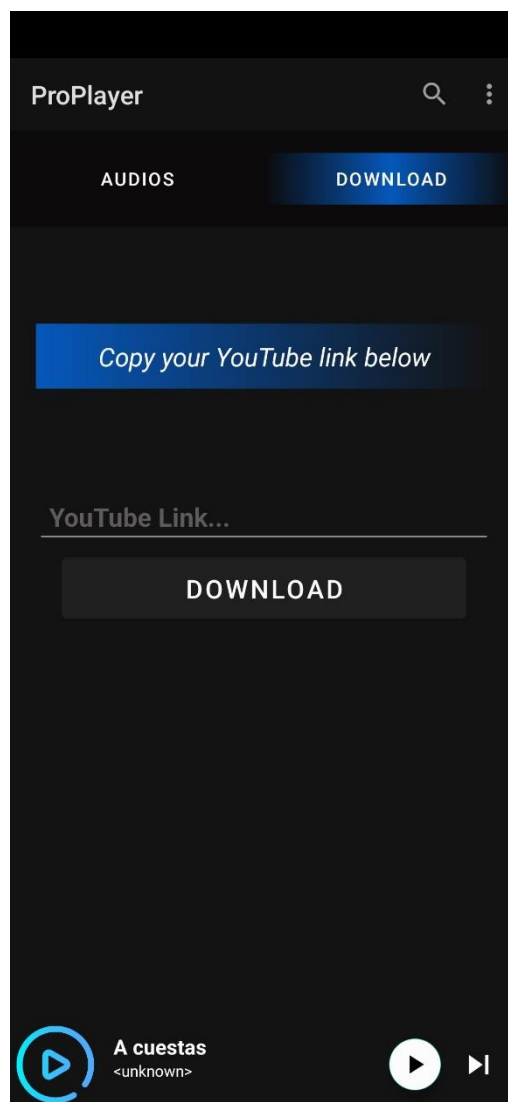 ProPlayer
AUDIOS DOWNLOAD
Copy your YouTube link below
YouTube Link...
DOWNLOAD
A cuestas
<unknown>